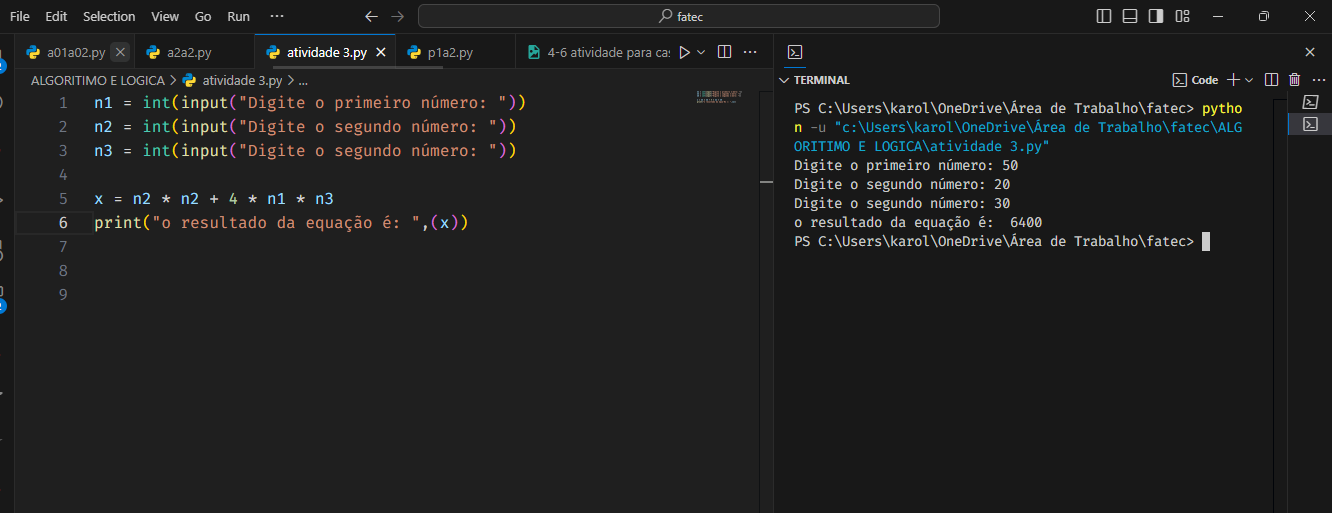 File Edit Selection View Go Run ··· ← → fatec
a01a02.py a2a2.py atividade 3.py p1a2.py 4-6 atividade para cas
ALGORITIMO E LOGICA > atividade 3.py > ...
1 n1 = int(input("Digite o primeiro número: "))
2 n2 = int(input("Digite o segundo número: "))
3 n3 = int(input("Digite o segundo número: "))
4
5 x = n2 * n2 + 4 * n1 * n3
6 print("o resultado da equação é: ",(x))
7
8
9
TERMINAL Code
PS C:\Users\karol\OneDrive\Área de Trabalho\fatec> pytho
n -u "c:\Users\karol\OneDrive\Área de Trabalho\fatec\ALG
ORITIMO E LOGICA\atividade 3.py"
Digite o primeiro número: 50
Digite o segundo número: 20
Digite o segundo número: 30
o resultado da equação é:  6400
PS C:\Users\karol\OneDrive\Área de Trabalho\fatec>